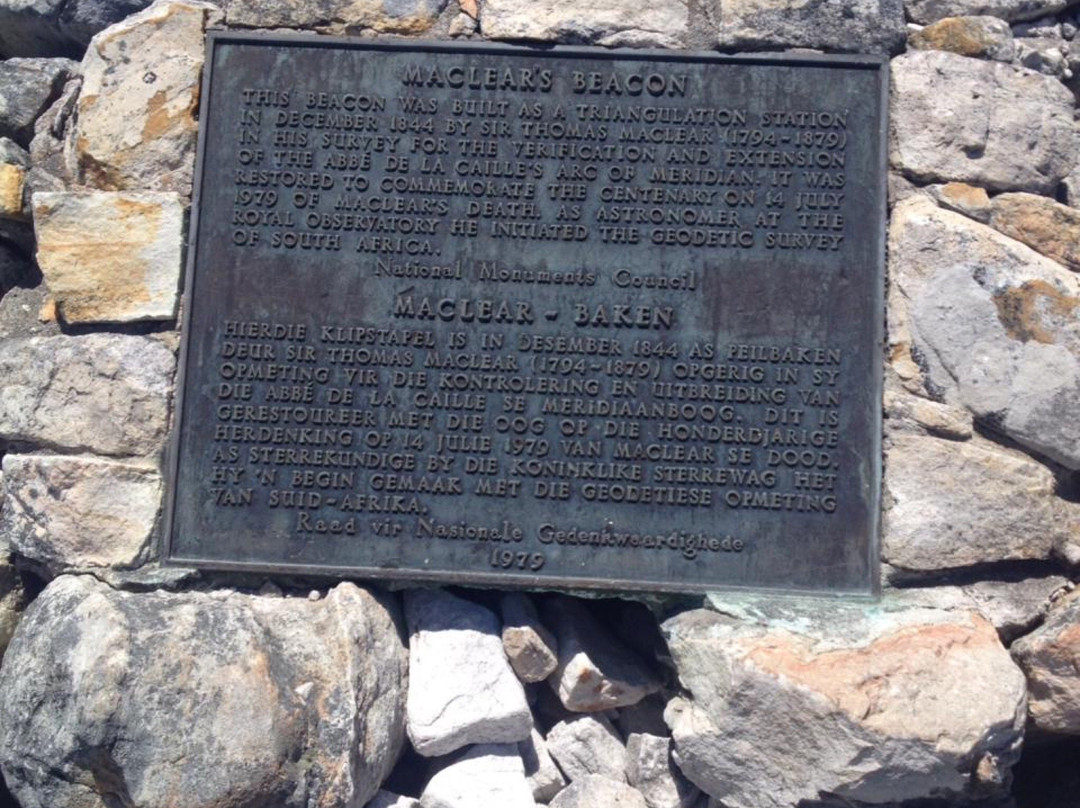 MACLEAR'S BEACON
THIS BEACON WAS BUILT AS A TRIANGULATION STATION
IN DECEMBER 1844 BY SIR THOMAS MACLEAR (1794-1879)
IN HIS SURVEY FOR THE VERIFICATION AND EXTENSION
OF THE ABBÉ DE LA CAILLE'S ARC OF MERIDIAN. IT WAS
RESTORED TO COMMEMORATE THE CENTENARY ON 14 JULY
1979 OF MACLEAR'S DEATH. AS ASTRONOMER AT THE
ROYAL OBSERVATORY HE INITIATED THE GEODETIC SURVEY
OF SOUTH AFRICA.
National Monuments Council
MACLEAR - BAKEN
HIERDIE KLIPSTAPEL IS IN DESEMBER 1844 AS PEILBAKEN
DEUR SIR THOMAS MACLEAR (1794-1879) OPGERIG IN SY
OPMETING VIR DIE KONTROLERING EN UITBREIDING VAN
DIE ABBÉ DE LA CAILLE SE MERIDIAANBOOG. DIT IS
GERESTOUREER MET DIE OOG OP DIE HONDERDJARIGE
HERDENKING OP 14 JULIE 1979 VAN MACLEAR SE DOOD.
AS STERREKUNDIGE BY DIE KONINKLIKE STERREWAG HET
HY 'N BEGIN GEMAAK MET DIE GEODETIESE OPMETING
VAN SUID-AFRIKA.
Raad vir Nasionale Gedenkwaardighede
1979